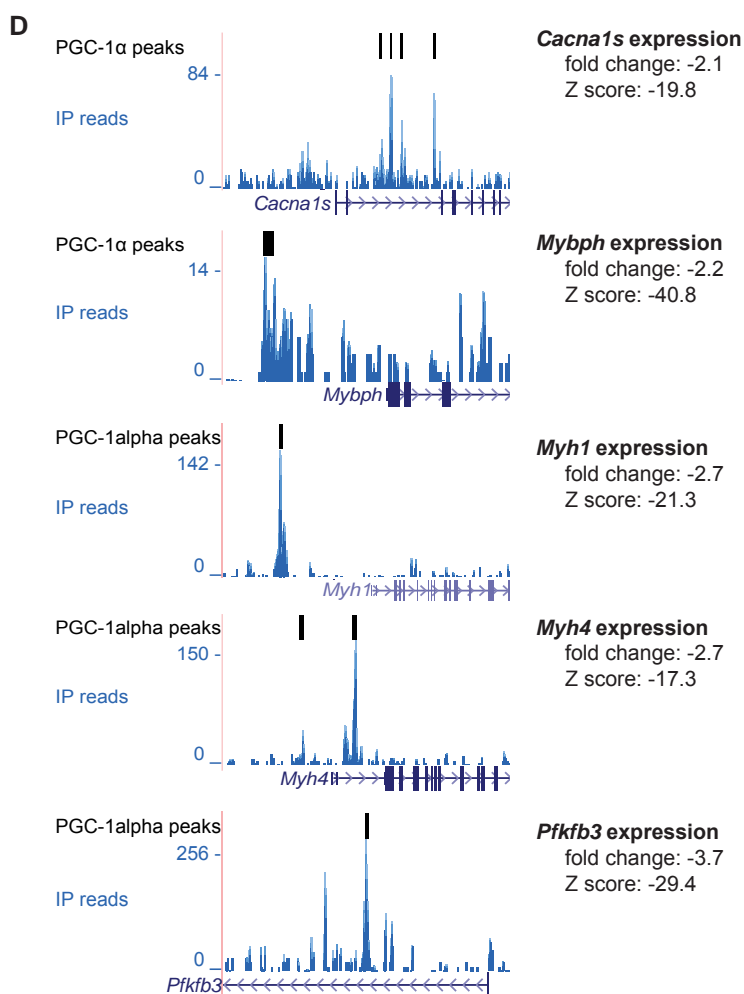 D
PGC-1α peaks
84 -
IP reads
0
Cacna1s
Cacna1s expression
fold change: -2.1
Z score: -19.8
PGC-1α peaks
14 -
IP reads
0
Mybph
Mybph expression
fold change: -2.2
Z score: -40.8
PGC-1alpha peaks
142 -
IP reads
0
Myh1
Myh1 expression
fold change: -2.7
Z score: -21.3
PGC-1alpha peaks
150 -
IP reads
0
Myh4
Myh4 expression
fold change: -2.7
Z score: -17.3
PGC-1alpha peaks
256 -
IP reads
0
Pfkfb3
Pfkfb3 expression
fold change: -3.7
Z score: -29.4